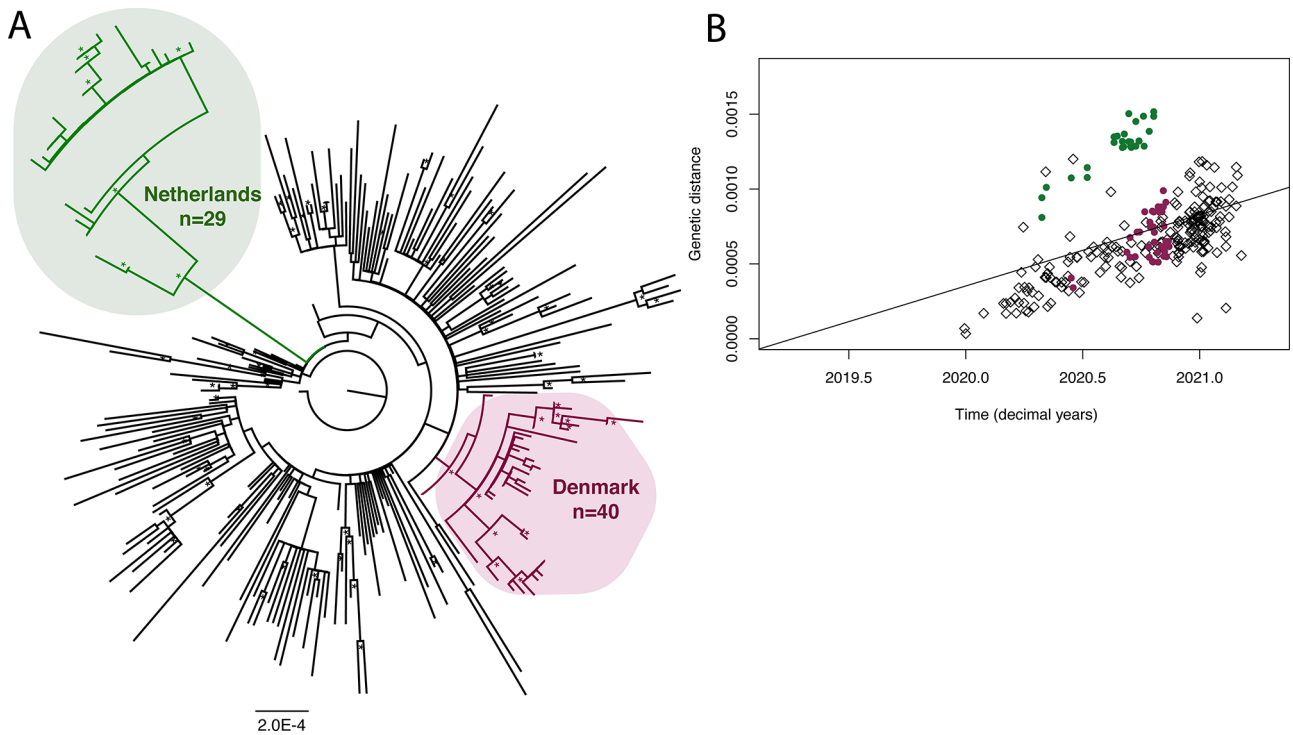 A
B
Netherlands
n=29
Denmark
n=40
2.0E-4
Genetic distance
0.0015
0.0010
0.0005
0.0000
2019.5 2020.0 2020.5 2021.0
Time (decimal years)